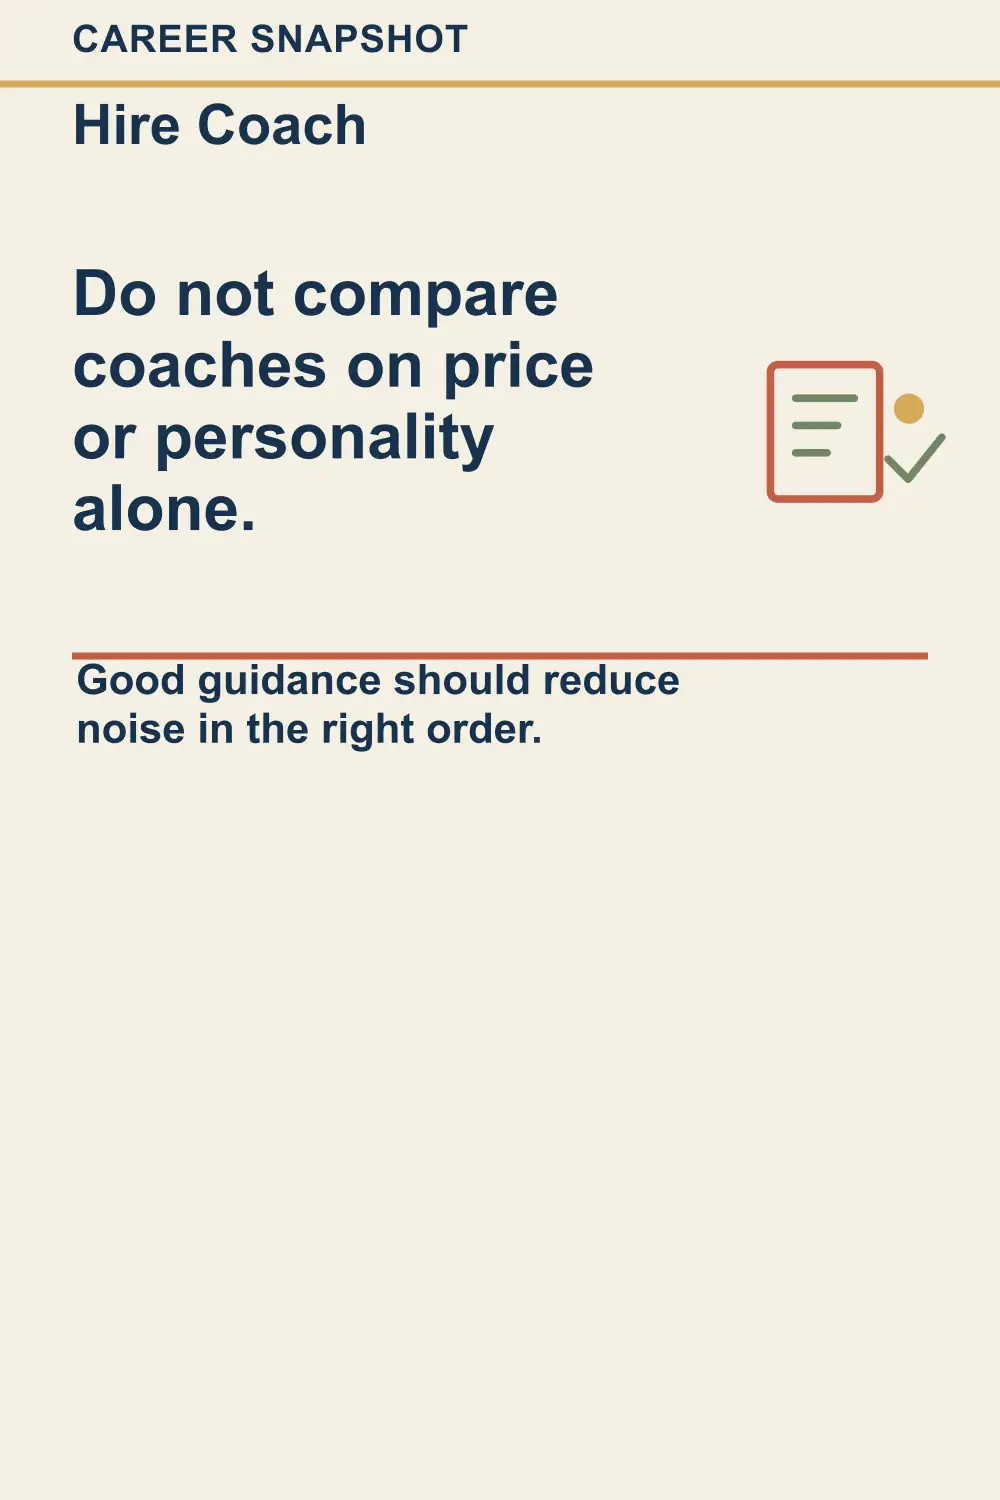 CAREER SNAPSHOT
Hire Coach
Do not compare
coaches on price
or personality
alone.
Good guidance should reduce
noise in the right order.